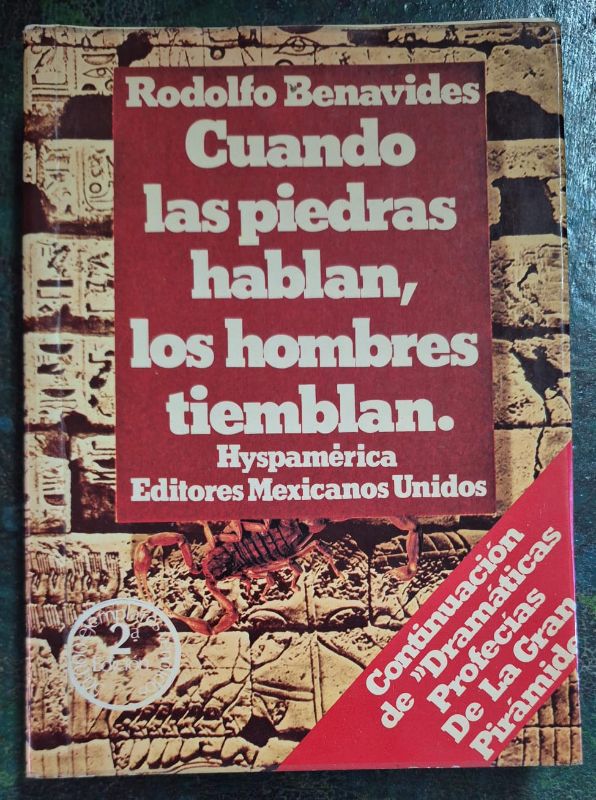 Rodolfo Benavides
Cuando
las piedras
hablan,
los hombres
tiemblan.
Hyspamérica
Editores Mexicanos Unidos
Continuación
de "Dramáticas
Profecías
De La Gran
Pirámide
2ª
Edición